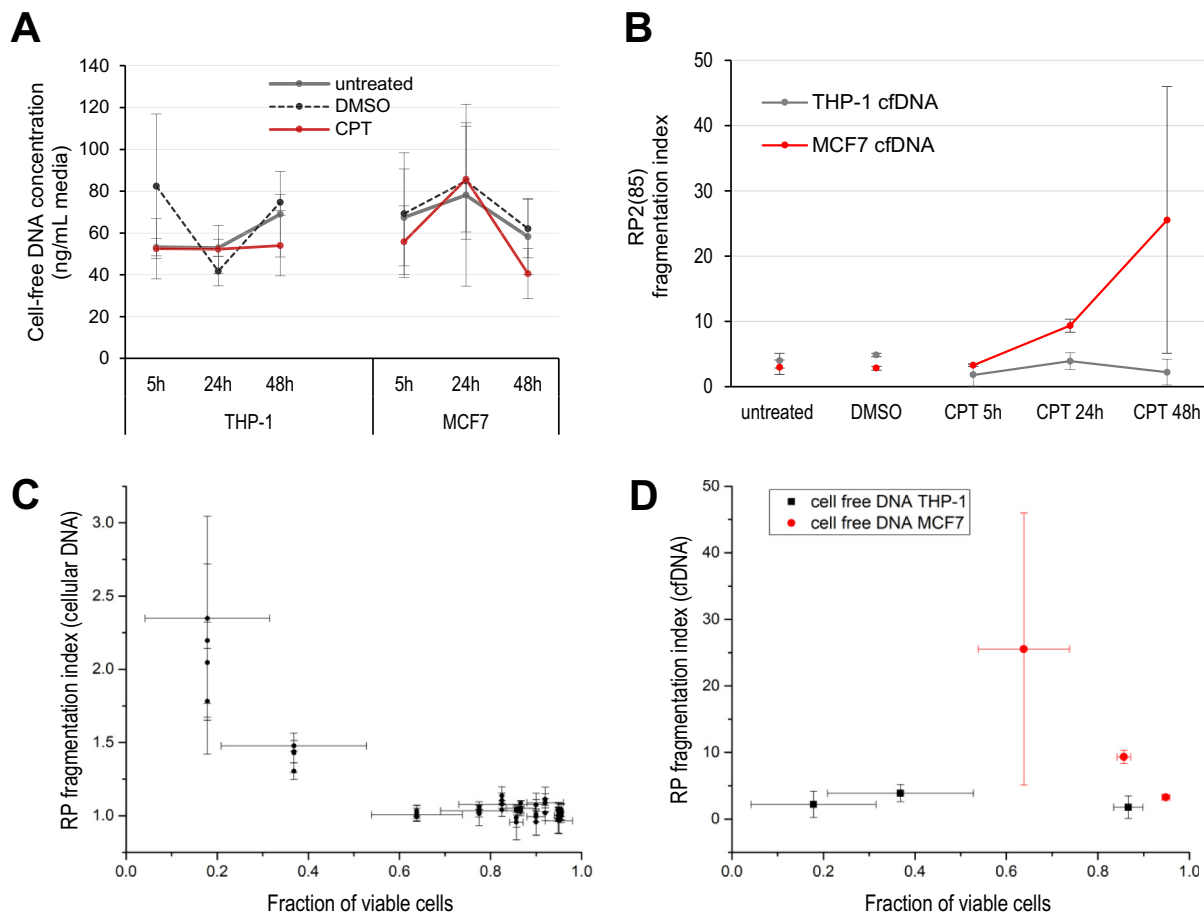 A
Cell-free DNA concentration
(ng/mL media)
140
120
100
80
60
40
20
0
untreated
DMSO
CPT
5h 24h 48h 5h 24h 48h
THP-1 MCF7
B
RP2(85)
fragmentation index
50
40
30
20
10
0
THP-1 cfDNA
MCF7 cfDNA
untreated DMSO CPT 5h CPT 24h CPT 48h
C
RP fragmentation index (cellular DNA)
3.0
2.5
2.0
1.5
1.0
0.0 0.2 0.4 0.6 0.8 1.0
Fraction of viable cells
D
RP fragmentation index (cfDNA)
50
40
30
20
10
0
cell free DNA THP-1
cell free DNA MCF7
0.0 0.2 0.4 0.6 0.8 1.0
Fraction of viable cells